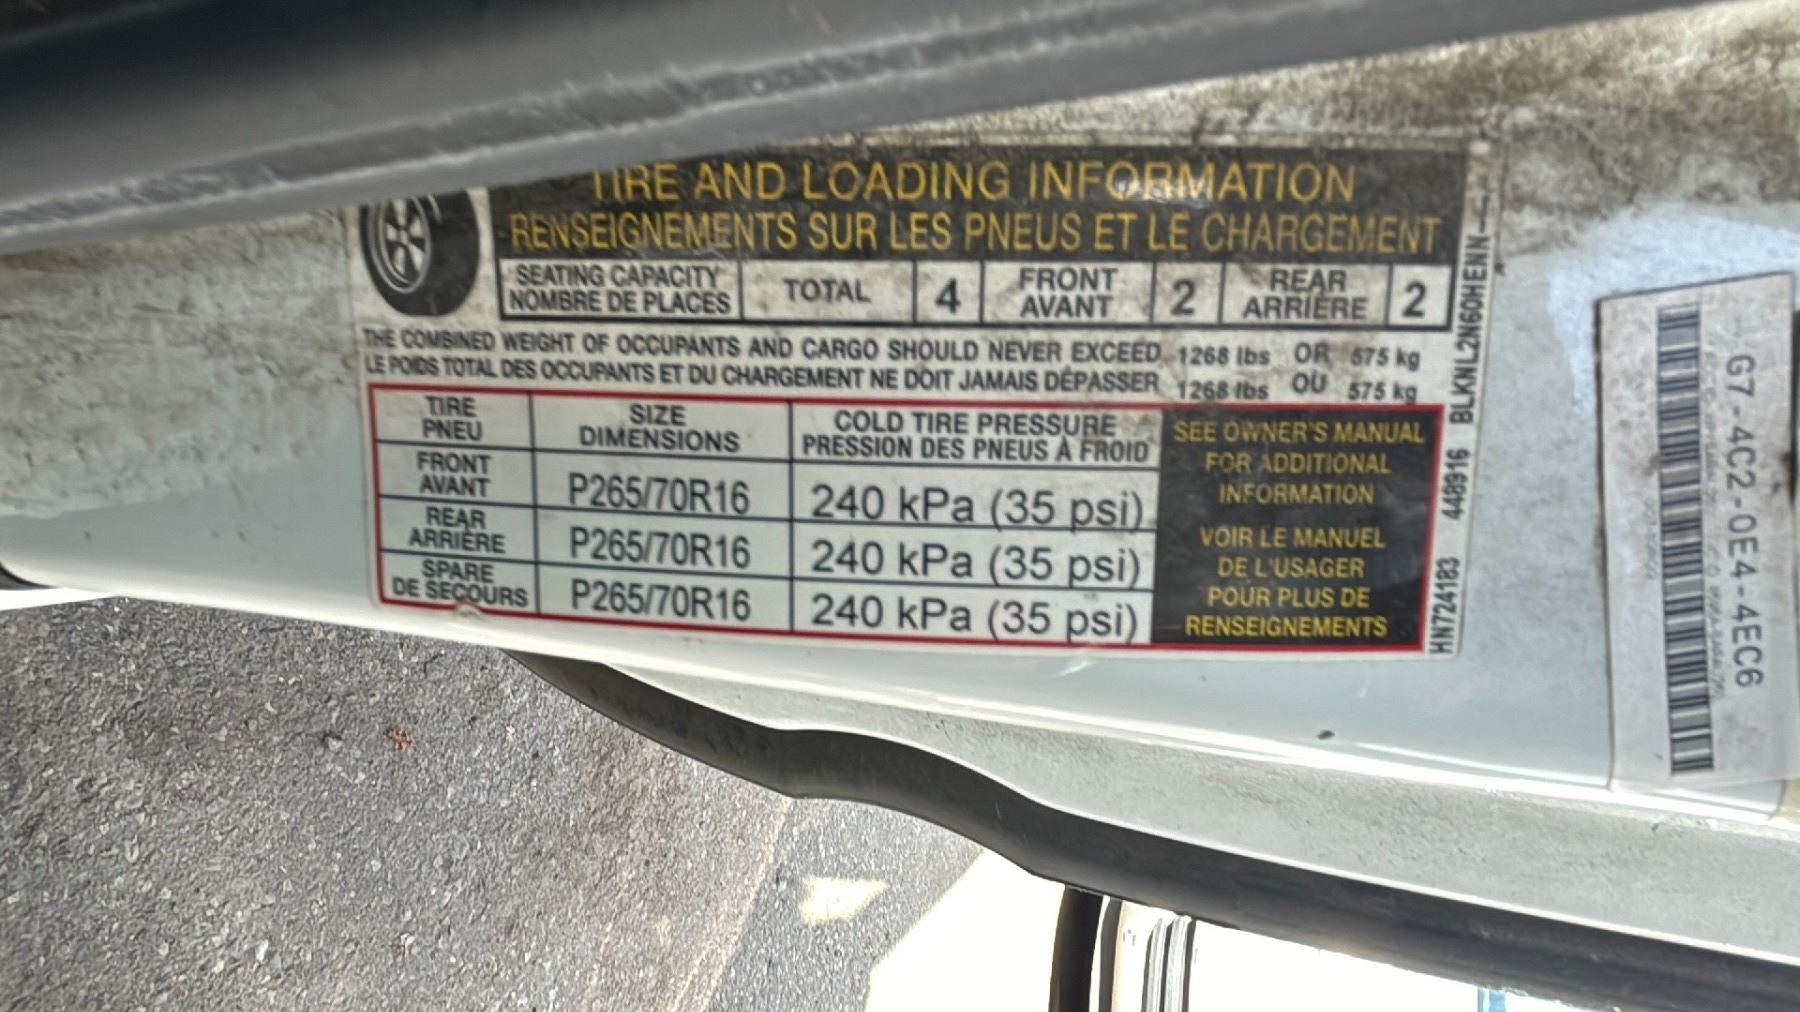 TIRE AND LOADING INFORMATION
RENSEIGNEMENTS SUR LES PNEUS ET LE CHARGEMENT
SEATING CAPACITY
NOMBRE DE PLACES
TOTAL
4
FRONT
AVANT
2
REAR
ARRIÈRE
2
THE COMBINED WEIGHT OF OCCUPANTS AND CARGO SHOULD NEVER EXCEED 1268 lbs OR 575 kg
LE POIDS TOTAL DES OCCUPANTS ET DU CHARGEMENT NE DOIT JAMAIS DÉPASSER 1268 lbs OU 575 kg
TIRE
PNEU
SIZE
DIMENSIONS
COLD TIRE PRESSURE
PRESSION DES PNEUS À FROID
FRONT
AVANT
P265/70R16
240 kPa (35 psi)
REAR
ARRIÈRE
P265/70R16
240 kPa (35 psi)
SPARE
DE SECOURS
P265/70R16
240 kPa (35 psi)
SEE OWNER'S MANUAL
FOR ADDITIONAL
INFORMATION
VOIR LE MANUEL
DE L'USAGER
POUR PLUS DE
RENSEIGNEMENTS
HN724183 448916 BLKNL2N60HENN
G7-4C2-0E4-4EC6